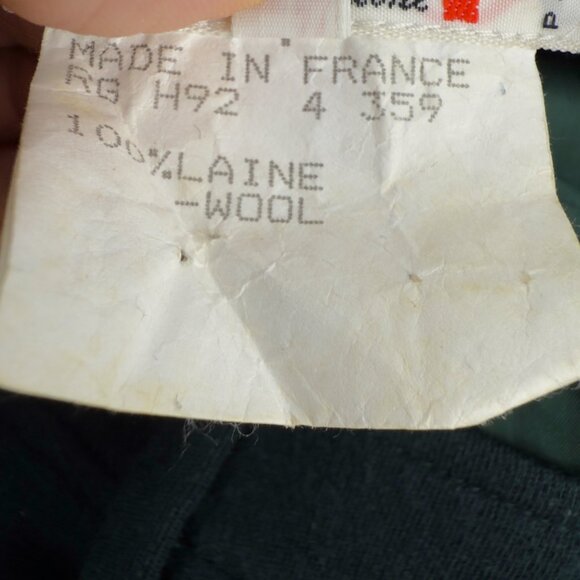 MADE IN FRANCE
RG H92 4 359
100% LAINE
-WOOL